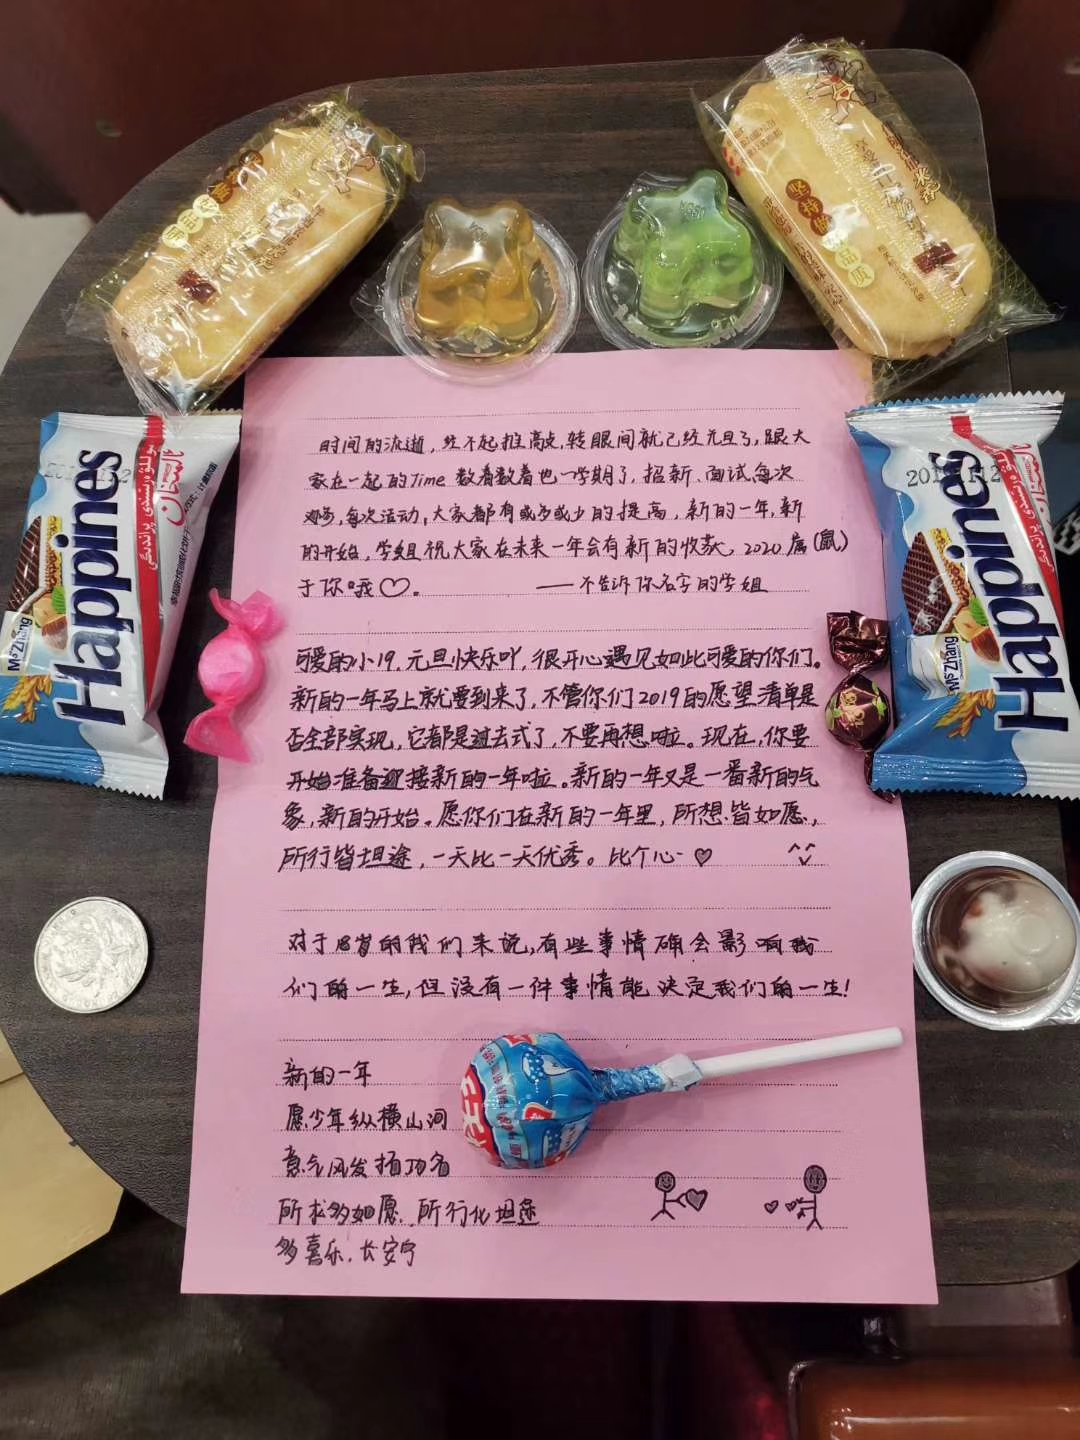 坚持做好品质
Happiness
Ms Zhang
Happiness
Ms Zhang
时间的流逝,经不起推敲,转眼间就已经元旦了,跟大
家在一起的Time 数着数着也一学期了,招新、面试,每次
,每次活动,大家都有或多或少的提高,新的一年,新
的开始,学姐祝大家在未来一年会有新的收获,2020属(鼠)
于你哦♡。 ——不告诉你名字的学姐
可爱的小19,元旦快乐吖,很开心遇见如此可爱的你们。
新的一年马上就要到来了,不管你们2019的愿望清单是
否全部实现,它都是过去式了,不要再想啦。现在,你要
开始准备迎接新的一年啦。新的一年又是一番新的气
象,新的开始。愿你们在新的一年里,所想皆如愿,
所行皆坦途,一天比一天优秀。比个心~♡ ^^
对于18岁的我们来说,有些事情确会影响我
们的一生,但没有一件事情能决定我们的一生!
新的一年
愿少年纵横山河
意气风发扬功名
所求多如愿,所行化坦途
多喜乐,长安宁